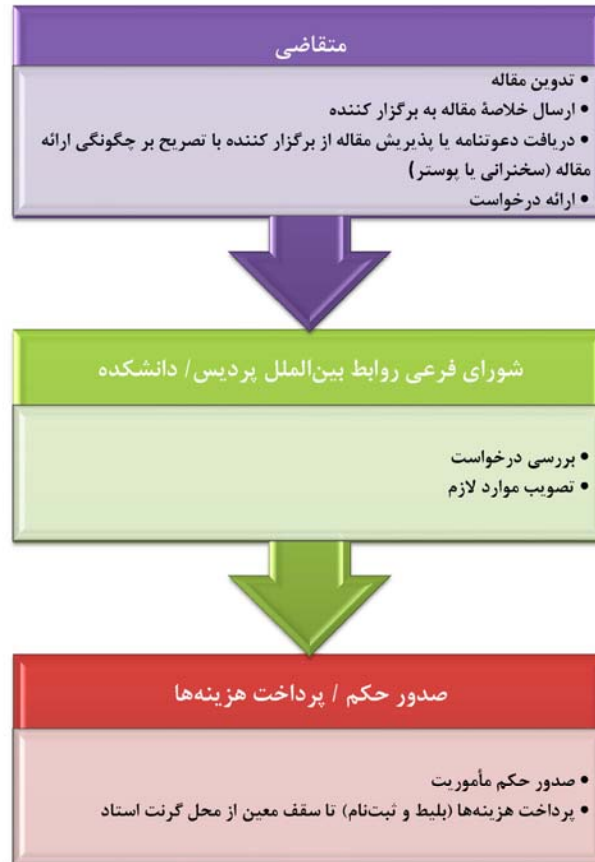 متقاضی
• تدوین مقاله
• ارسال خلاصهٔ مقاله به برگزار کننده
• دریافت دعوتنامه یا پذیریش مقاله از برگزار کننده با تصریح بر چگونگی ارائه
مقاله (سخنرانی یا پوستر)
• ارائه درخواست
شورای فرعی روابط بین‌الملل پردیس/ دانشکده
• بررسی درخواست
• تصویب موارد لازم
صدور حکم / پرداخت هزینه‌ها
• صدور حکم مأموریت
• پرداخت هزینه‌ها (بلیط و ثبت‌نام) تا سقف معین از محل گرنت استاد